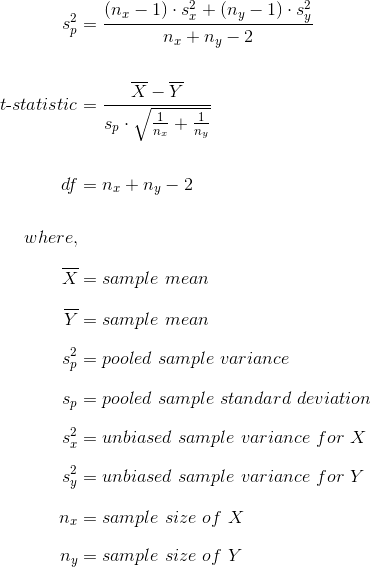 s_p^2 = \frac{(n_x - 1) \cdot s_x^2 + (n_y - 1) \cdot s_y^2}{n_x + n_y - 2}
t-statistic = \frac{\overline{X} - \overline{Y}}{s_p \cdot \sqrt{\frac{1}{n_x} + \frac{1}{n_y}}}
df = n_x + n_y - 2
where,
\overline{X} = sample mean
\overline{Y} = sample mean
s_p^2 = pooled sample variance
s_p = pooled sample standard deviation
s_x^2 = unbiased sample variance for X
s_y^2 = unbiased sample variance for Y
n_x = sample size of X
n_y = sample size of Y